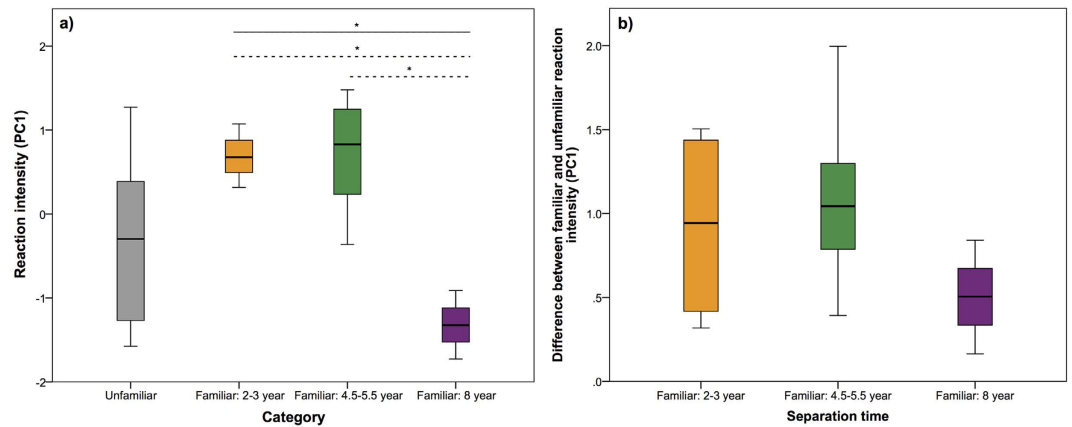 a)
*
*
*
Reaction intensity (PC1)
2
1
0
-1
-2
Unfamiliar
Familiar: 2-3 year
Familiar: 4.5-5.5 year
Familiar: 8 year
Category
b)
Difference between familiar and unfamiliar reaction
intensity (PC1)
2.0
1.5
1.0
.5
.0
Familiar: 2-3 year
Familiar: 4.5-5.5 year
Familiar: 8 year
Separation time